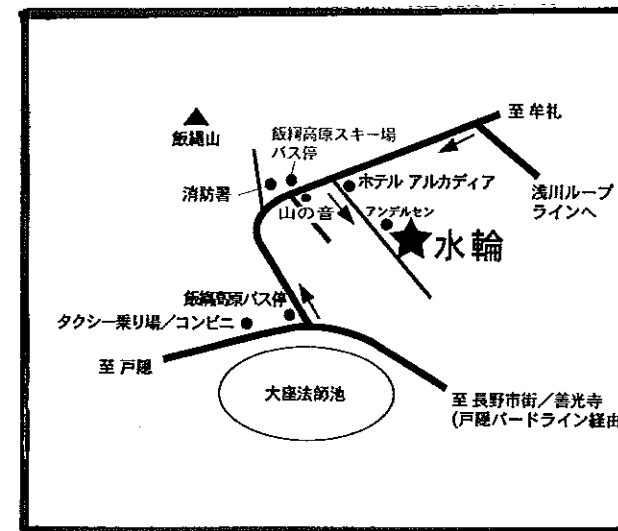 至 牟礼
飯縄山
飯縄高原スキー場
バス停
消防署
ホテル アルカディア
浅川ループ
ラインへ
山の音
アンデルセン
水輪
飯縄高原バス停
タクシー乗り場／コンビニ
至 戸隠
大座法師池
至 長野市街／善光寺
(戸隠バードライン経由